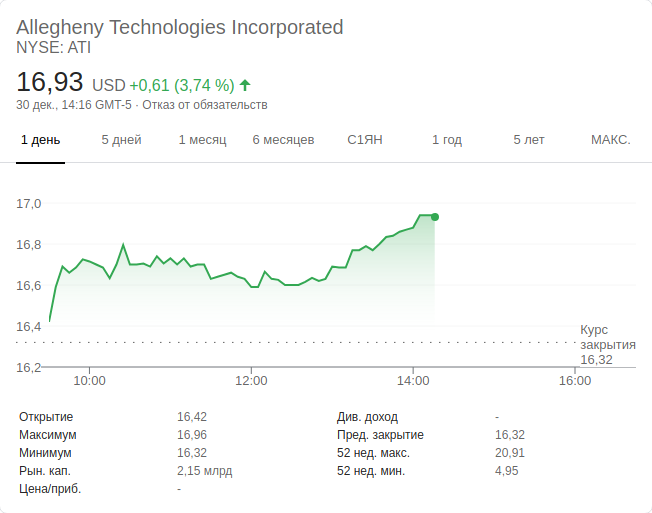 Allegheny Technologies Incorporated
NYSE: ATI
16,93 USD +0,61 (3,74 %)
30 дек., 14:16 GMT-5 · Отказ от обязательств
1 день 5 дней 1 месяц 6 месяцев С1ЯН 1 год 5 лет МАКС.
17,0
16,8
16,6
16,4
Курс
закрытия
16,32
16,2
10:00 12:00 14:00 16:00
Открытие 16,42 Див. доход -
Максимум 16,96 Пред. закрытие 16,32
Минимум 16,32 52 нед. макс. 20,91
Рын. кап. 2,15 млрд 52 нед. мин. 4,95
Цена/приб. -